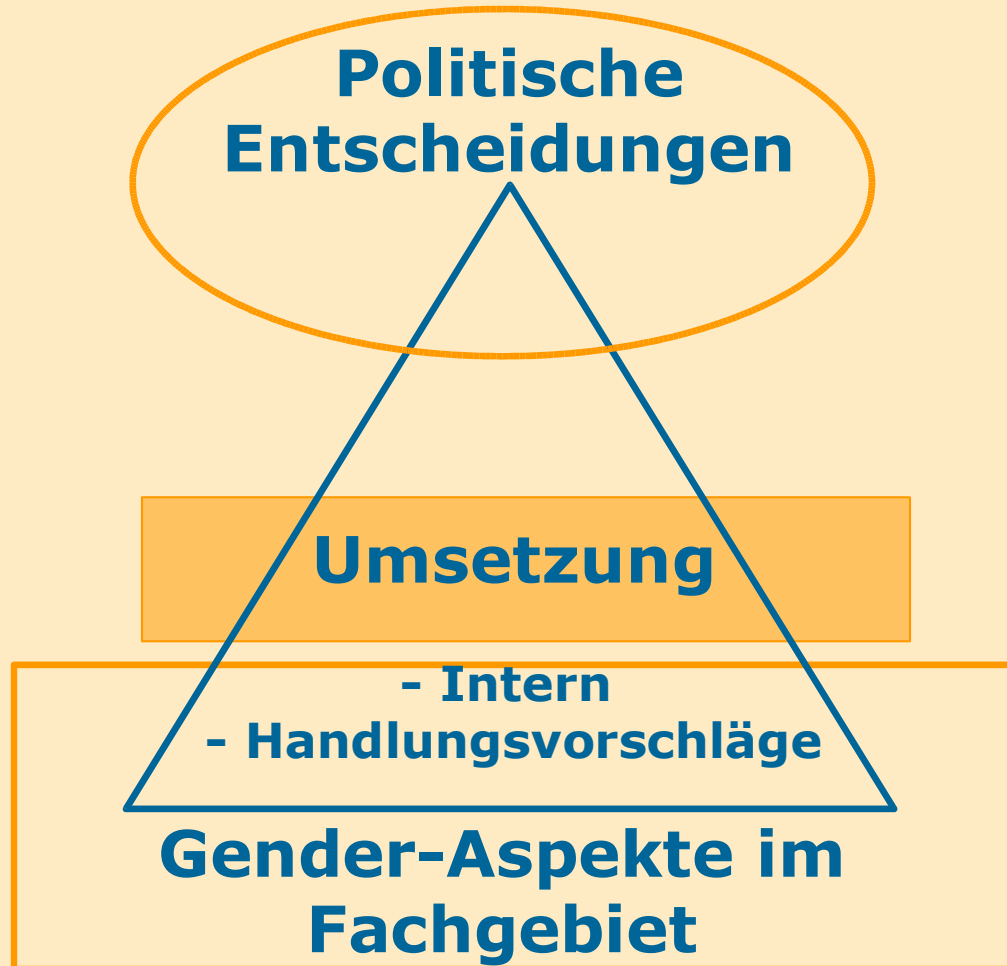 Politische
Entscheidungen
Umsetzung
- Intern
- Handlungsvorschläge
Gender-Aspekte im
Fachgebiet